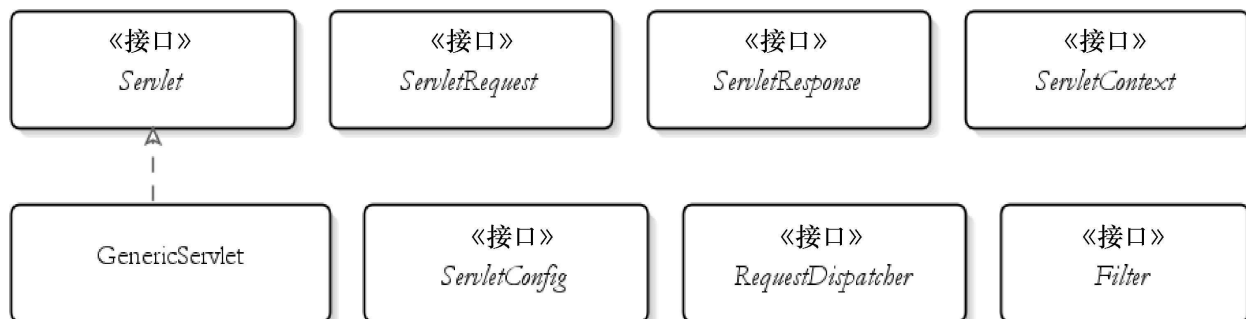 《接口》
Servlet
《接口》
ServletRequest
《接口》
ServletResponse
《接口》
ServletContext
GenericServlet
《接口》
ServletConfig
《接口》
RequestDispatcher
《接口》
Filter